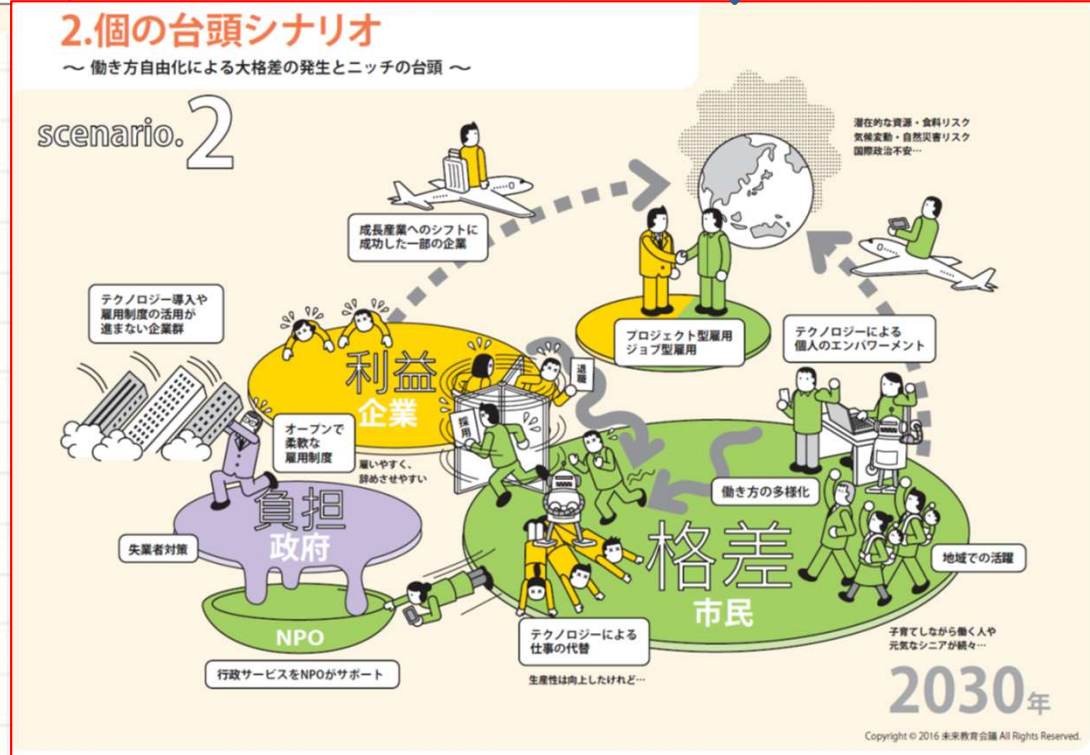 2.個の台頭シナリオ
〜 働き方自由化による大格差の発生とニッチの台頭 〜
scenario.2
潜在的な資源・食料リスク
気候変動・自然災害リスク
国際政治不安…
成長産業へのシフトに
成功した一部の企業
テクノロジー導入や
雇用制度の活用が
進まない企業群
プロジェクト型雇用
ジョブ型雇用
テクノロジーによる
個人のエンパワーメント
利益
企業
退職
採用
オープンで
柔軟な
雇用制度
雇いやすく、
辞めさせやすい
働き方の多様化
負担
政府
失業者対策
格差
市民
地域での活躍
NPO
テクノロジーによる
仕事の代替
子育てしながら働く人や
元気なシニアが続々…
行政サービスをNPOがサポート
生産性は向上したけれど…
2030年
Copyright © 2016 未来教育会議 All Rights Reserved.